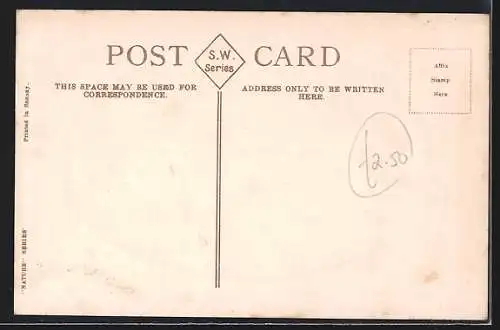 POST CARD
S.W.
Series
THIS SPACE MAY BE USED FOR
CORRESPONDENCE.
ADDRESS ONLY TO BE WRITTEN
HERE.
Affix
Stamp
Here
£2.50
Printed in Saxony.
"NATURE" SERIES